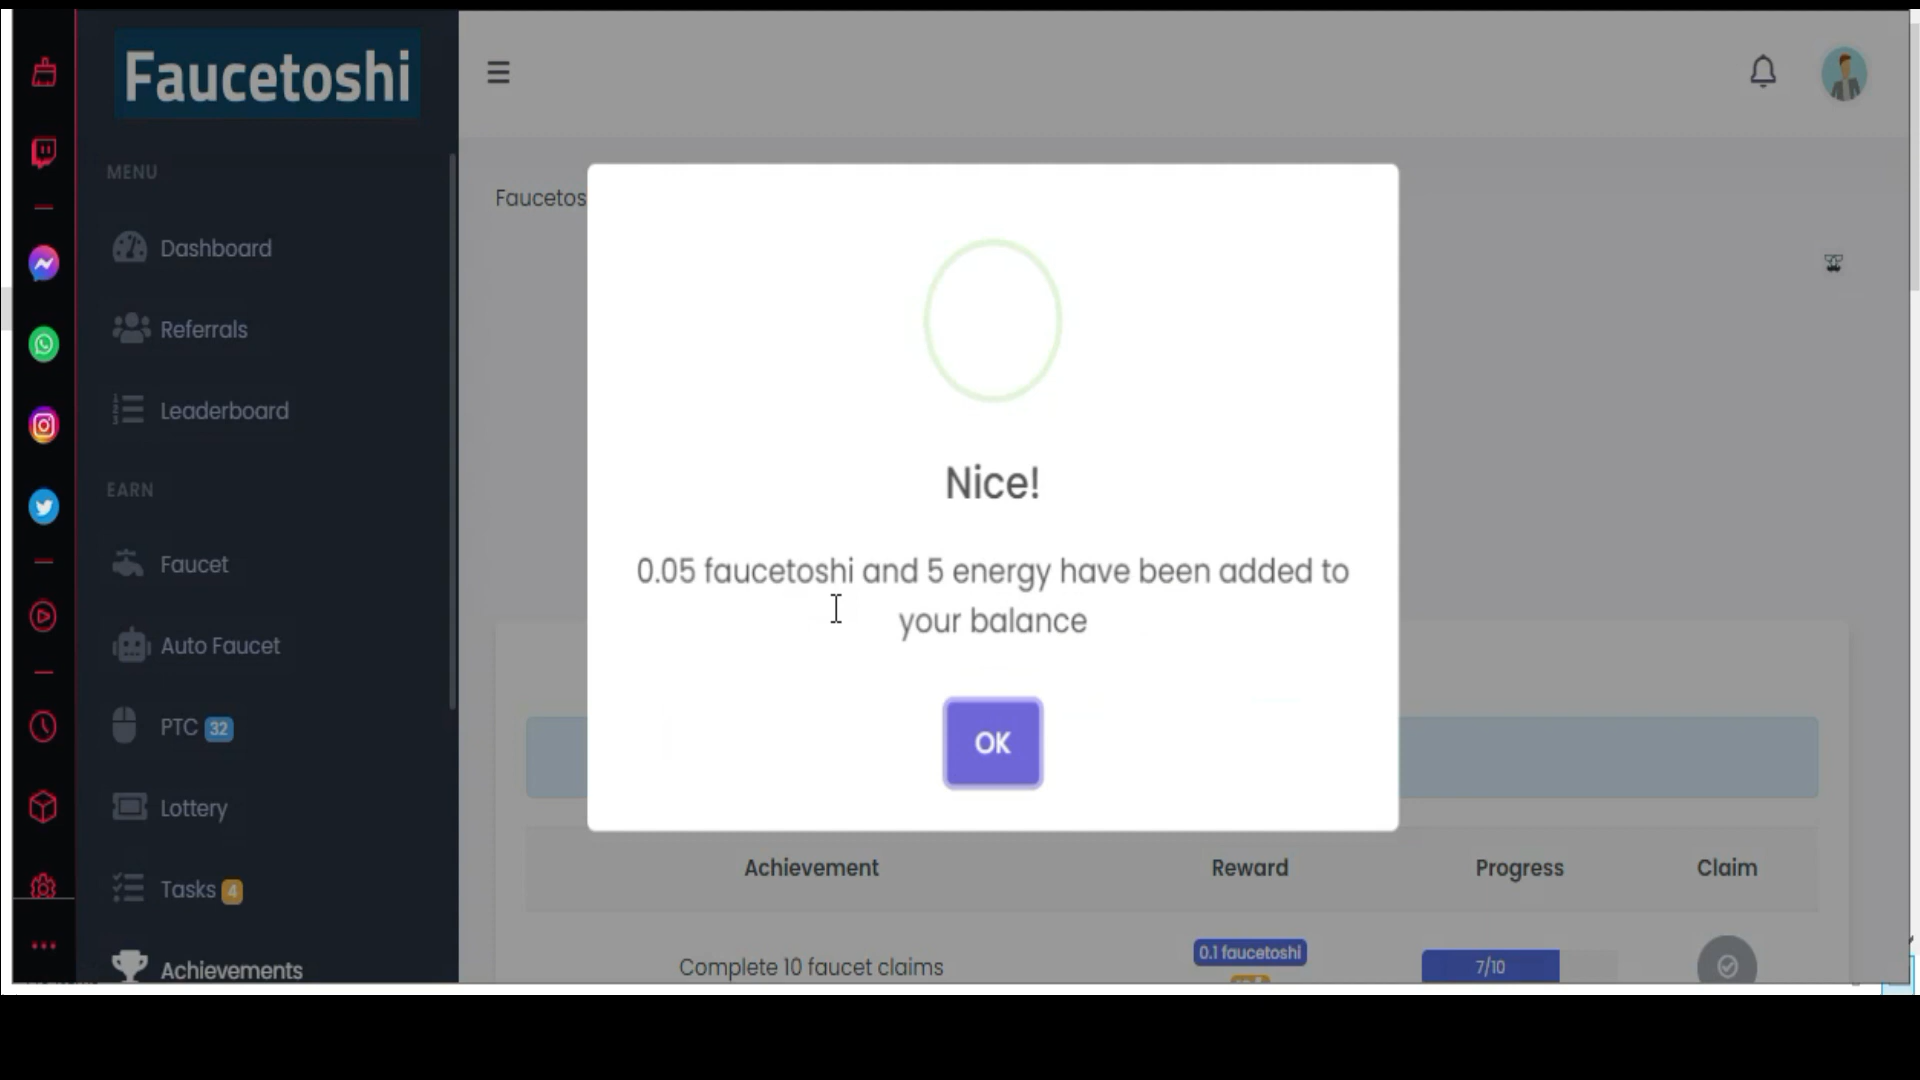 Faucetoshi
MENU
Dashboard
Referrals
Leaderboard
EARN
Faucet
Auto Faucet
PTC 32
Lottery
Tasks 4
Achievements
Faucetos
Nice!
0.05 faucetoshi and 5 energy have been added to
your balance
OK
Achievement Reward Progress Claim
Complete 10 faucet claims 0.1 faucetoshi 7/10